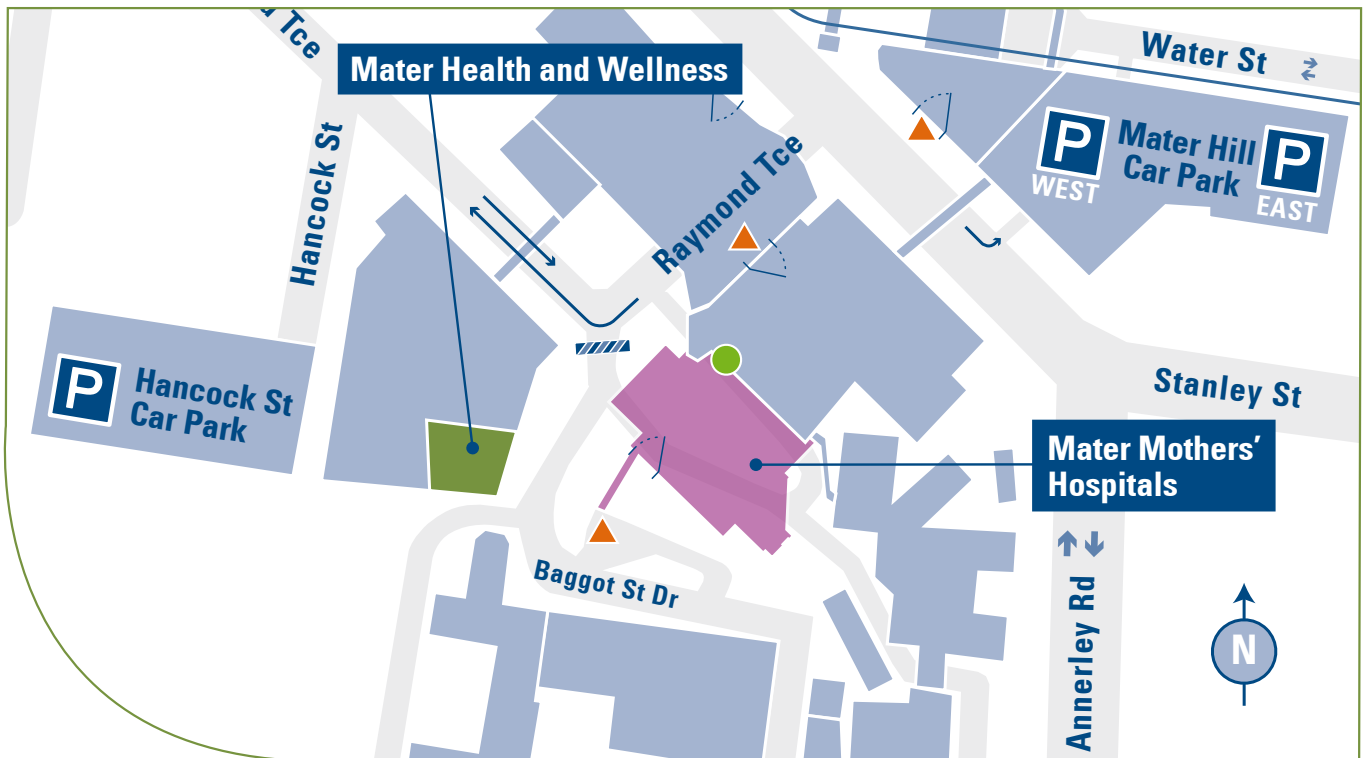 Tce
Mater Health and Wellness
Water St
Hancock St
Raymond Tce
P
WEST
Mater Hill
Car Park
P
EAST
P
Hancock St
Car Park
Stanley St
Mater Mothers’
Hospitals
Baggot St Dr
Annerley Rd
N